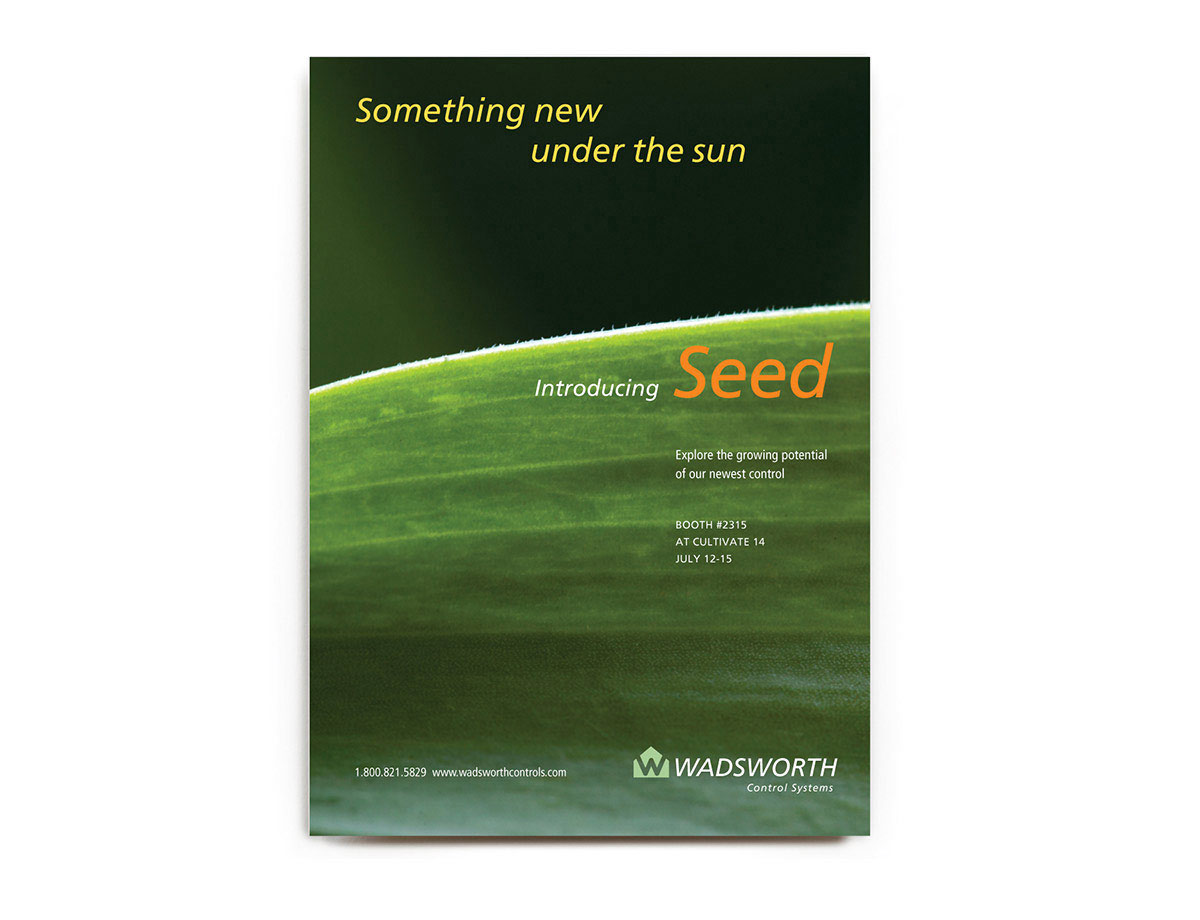 Something new
under the sun
Introducing Seed
Explore the growing potential
of our newest control
BOOTH #2315
AT CULTIVATE 14
JULY 12-15
1.800.821.5829 www.wadsworthcontrols.com
W WADSWORTH
Control Systems